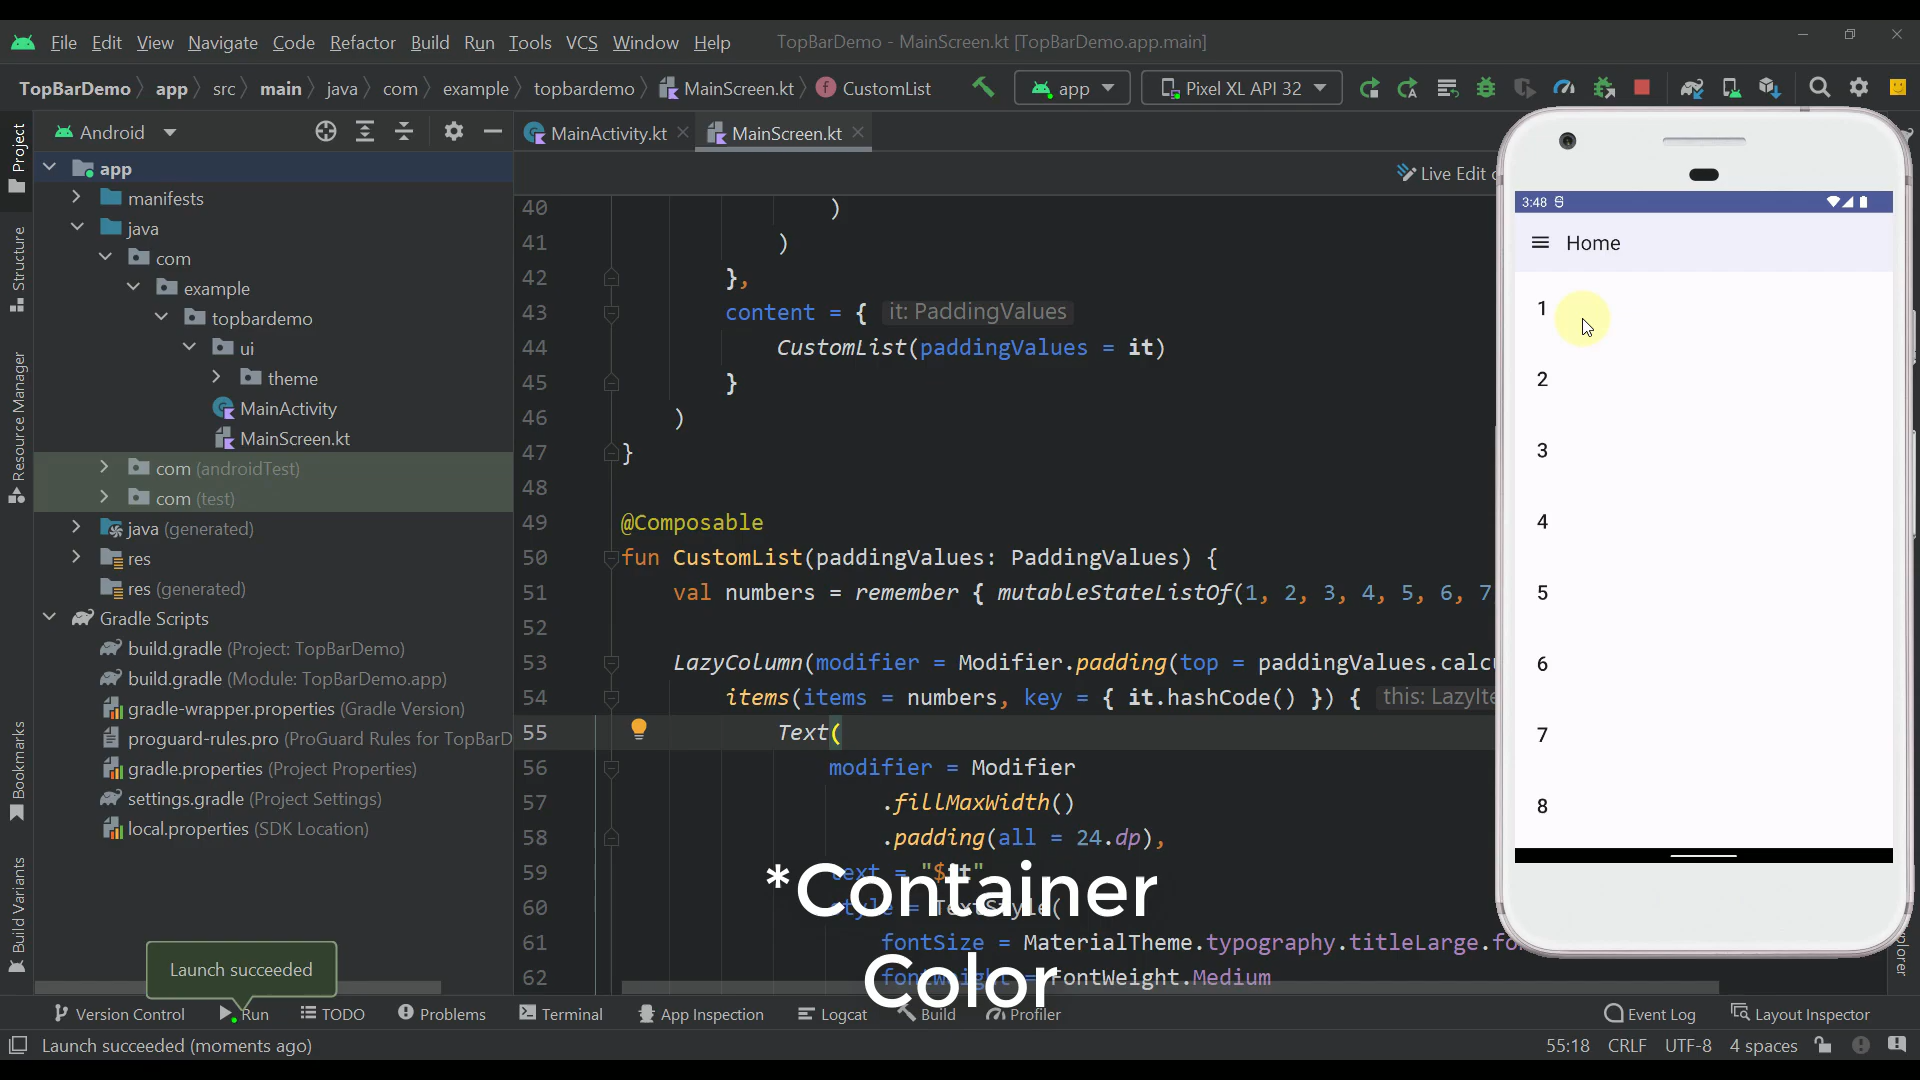 File Edit View Navigate Code Refactor Build Run Tools VCS Window Help TopBarDemo - MainScreen.kt [TopBarDemo.app.main]
TopBarDemo app src main java com example topbardemo MainScreen.kt CustomList app Pixel XL API 32
Project
Structure
Resource Manager
Bookmarks
Build Variants
Android
app
manifests
java
com
example
topbardemo
ui
theme
MainActivity
MainScreen.kt
com (androidTest)
com (test)
java (generated)
res
res (generated)
Gradle Scripts
build.gradle (Project: TopBarDemo)
build.gradle (Module: TopBarDemo.app)
gradle-wrapper.properties (Gradle Version)
proguard-rules.pro (ProGuard Rules for TopBarD
gradle.properties (Project Properties)
settings.gradle (Project Settings)
local.properties (SDK Location)
Launch succeeded
MainActivity.kt MainScreen.kt
Live Edit
40 )
41 )
42 },
43 content = { it: PaddingValues
44 CustomList(paddingValues = it)
45 }
46 )
47 }
48
49 @Composable
50 fun CustomList(paddingValues: PaddingValues) {
51 val numbers = remember { mutableStateListOf(1, 2, 3, 4, 5, 6, 7
52
53 LazyColumn(modifier = Modifier.padding(top = paddingValues.calcu
54 items(items = numbers, key = { it.hashCode() }) { this: LazyIte
55 Text(
56 modifier = Modifier
57 .fillMaxWidth()
58 .padding(all = 24.dp),
59 text = "$it"
60 style = TextStyle(
61 fontSize = MaterialTheme.typography.titleLarge.fo
62 fontWeight = FontWeight.Medium
*Container
Color
3:48
Home
1
2
3
4
5
6
7
8
Version Control Run TODO Problems Terminal App Inspection Logcat Build Profiler Event Log Layout Inspector
Launch succeeded (moments ago) 55:18 CRLF UTF-8 4 spaces